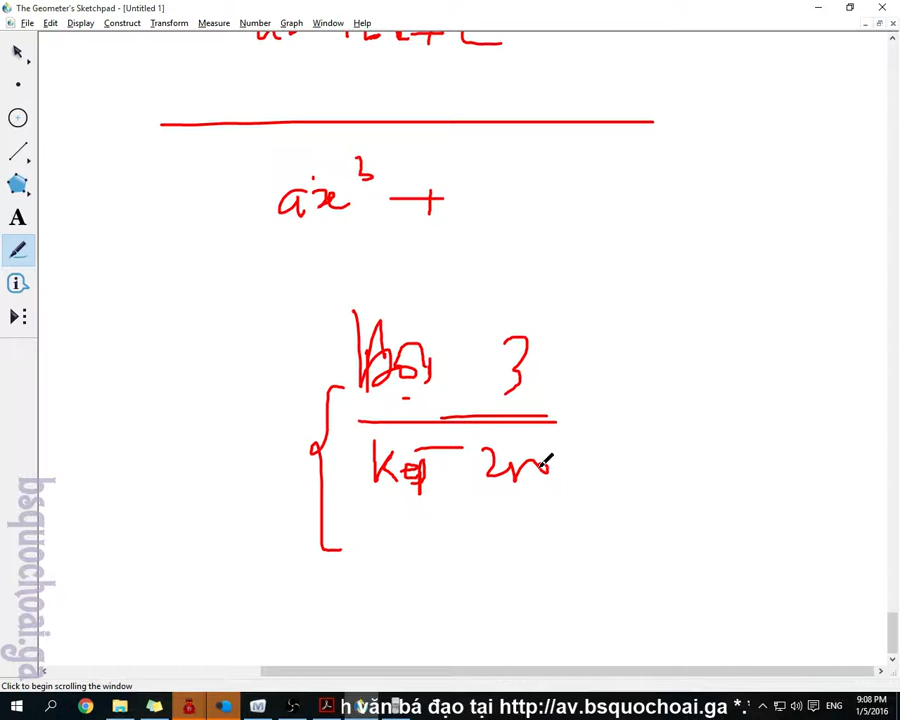 The Geometer's Sketchpad - [Untitled 1]
File Edit Display Construct Transform Measure Number Graph Window Help
ax³ +
3
kép 2n
bsquochoai.ga
Click to begin scrolling the window
h văn bá đạo tại http://av.bsquochoai.ga *.
ENG
9:08 PM
1/5/2016